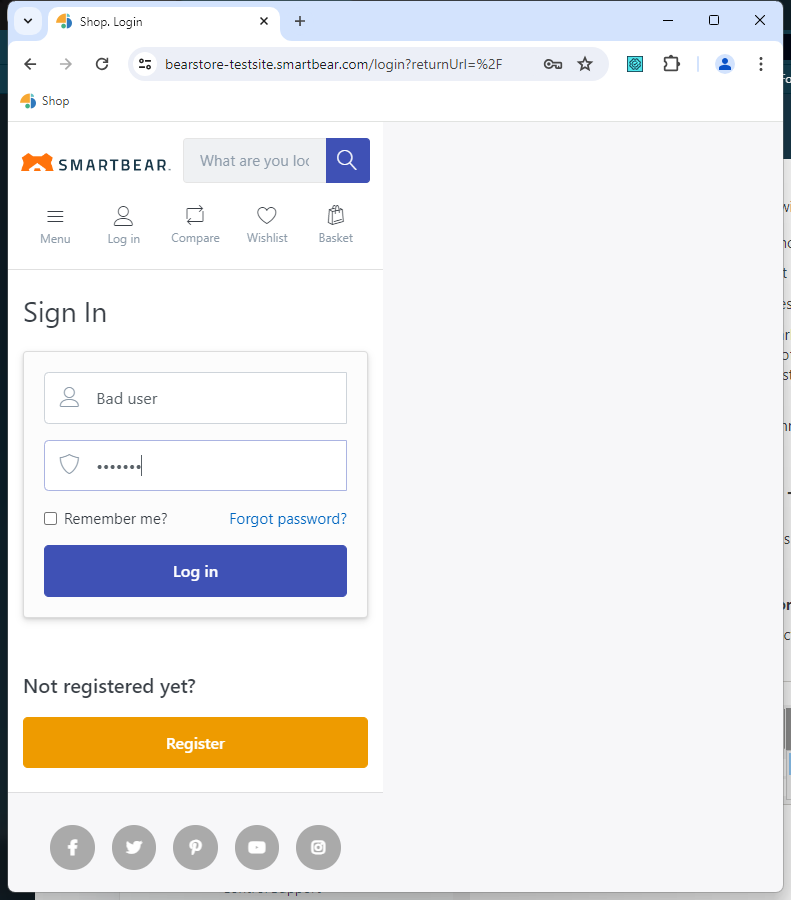 Shop. Login
bearstore-testsite.smartbear.com/login?returnUrl=%2F
Shop
SMARTBEAR.
What are you loo
Menu
Log in
Compare
Wishlist
Basket
Sign In
Bad user
•••••••
Remember me?
Forgot password?
Log in
Not registered yet?
Register